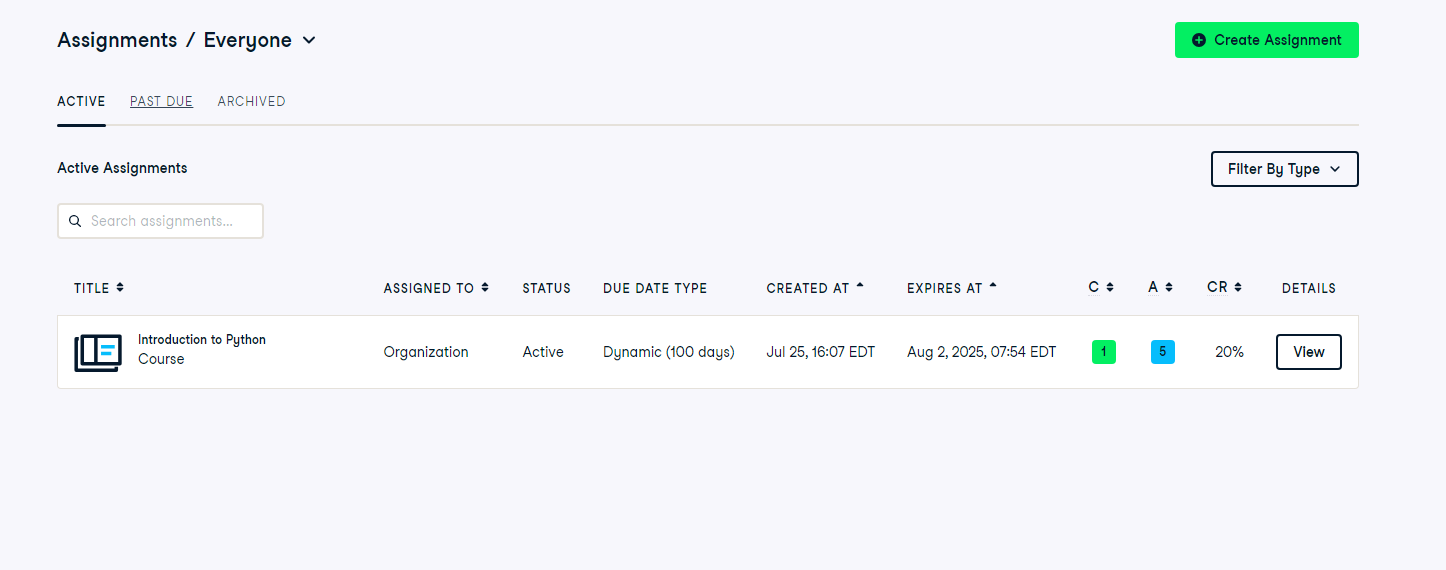 Assignments / Everyone
Create Assignment
ACTIVE PAST DUE ARCHIVED
Active Assignments
Filter By Type
Search assignments...
TITLE ASSIGNED TO STATUS DUE DATE TYPE CREATED AT EXPIRES AT C A CR DETAILS
Introduction to Python
Course
Organization Active Dynamic (100 days) Jul 25, 16:07 EDT Aug 2, 2025, 07:54 EDT 1 5 20% View